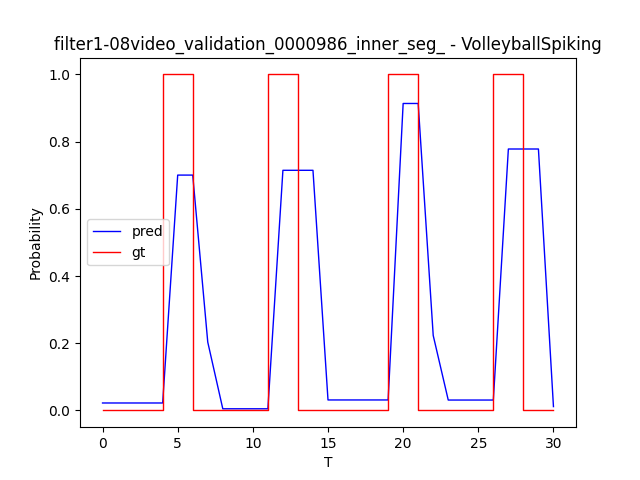 filter1-08video_validation_0000986_inner_seg_ - VolleyballSpiking
1.0
0.8
0.6
0.4
0.2
0.0
Probability
pred
gt
0 5 10 15 20 25 30
T